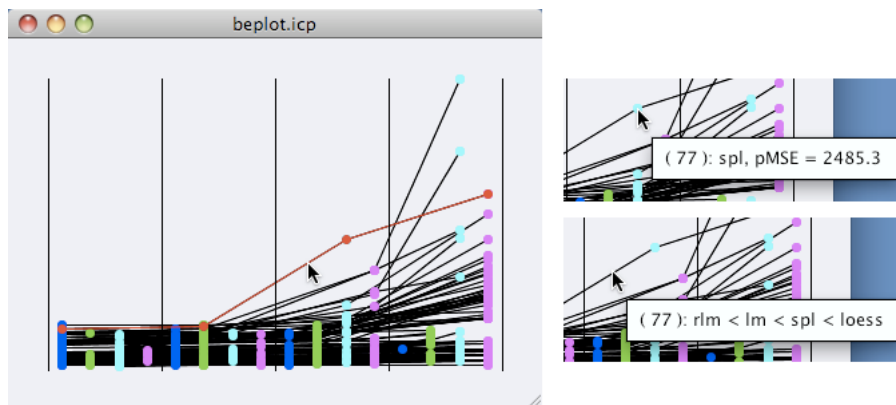 beplot.icp
( 77 ): spl, pMSE = 2485.3
( 77 ): rlm < lm < spl < loess